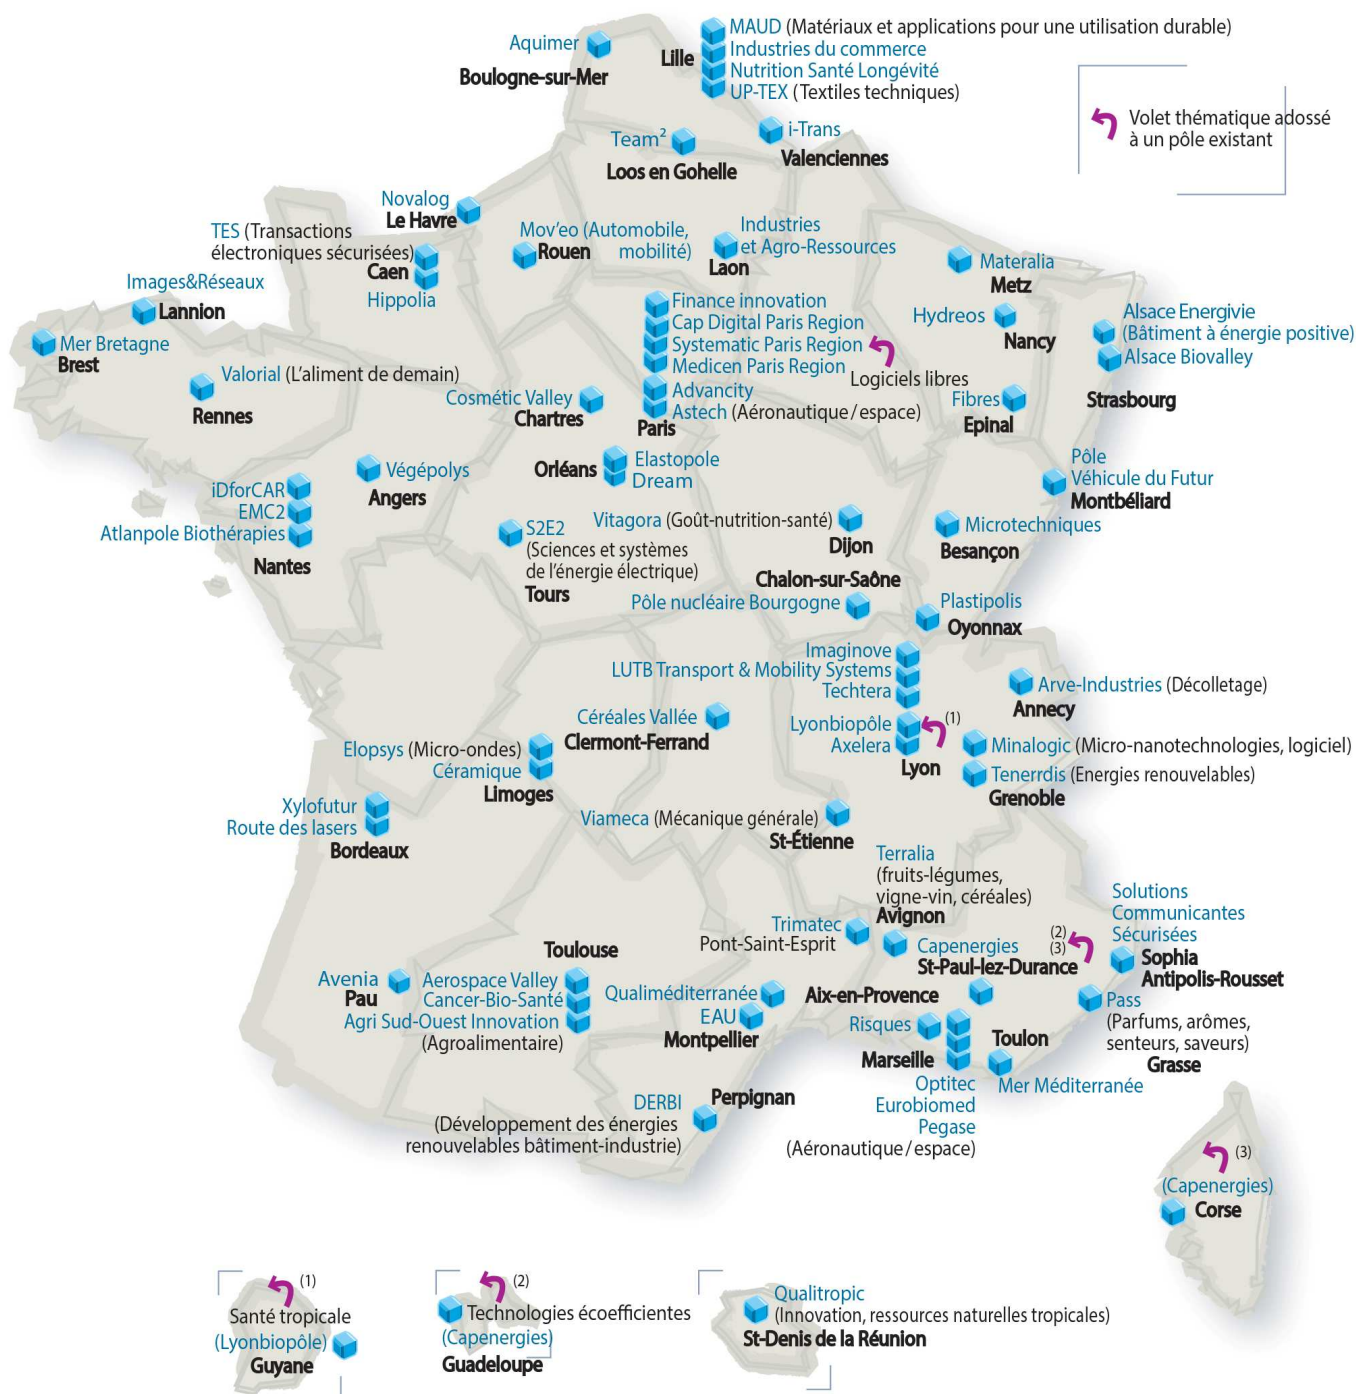 MAUD (Matériaux et applications pour une utilisation durable)
Industries du commerce
Nutrition Santé Longévité
UP-TEX (Textiles techniques)
Lille
Aquimer
Boulogne-sur-Mer
Volet thématique adossé
à un pôle existant
Team²
Loos en Gohelle
i-Trans
Valenciennes
Novalog
Le Havre
TES (Transactions
électroniques sécurisées)
Caen
Hippolia
Mov'eo (Automobile,
mobilité)
Rouen
Industries
et Agro-Ressources
Laon
Materalia
Metz
Images&Réseaux
Lannion
Mer Bretagne
Brest
Valorial (L'aliment de demain)
Rennes
Finance innovation
Cap Digital Paris Region
Systematic Paris Region
Medicen Paris Region
Logiciels libres
Advancity
Astech (Aéronautique / espace)
Paris
Hydreos
Nancy
Alsace Energivie
(Bâtiment à énergie positive)
Alsace Biovalley
Strasbourg
Cosmétic Valley
Chartres
Fibres
Epinal
Orléans
Elastopole
Dream
Végépolys
Angers
Pôle
Véhicule du Futur
Montbéliard
iDforCAR
EMC2
Atlanpole Biothérapies
Nantes
S2E2
(Sciences et systèmes
de l'énergie électrique)
Tours
Vitagora (Goût-nutrition-santé)
Dijon
Microtechniques
Besançon
Chalon-sur-Saône
Pôle nucléaire Bourgogne
Plastipolis
Oyonnax
Imaginove
LUTB Transport & Mobility Systems
Techtera
Lyonbiopôle
(1)
Axelera
Lyon
Arve-Industries (Décolletage)
Annecy
Céréales Vallée
Clermont-Ferrand
Minalogic (Micro-nanotechnologies, logiciel)
Tenerrdis (Energies renouvelables)
Grenoble
Elopsys (Micro-ondes)
Céramique
Limoges
Xylofutur
Route des lasers
Bordeaux
Viameca (Mécanique générale)
St-Étienne
Terralia
(fruits-légumes,
vigne-vin, céréales)
Avignon
Trimatec
Pont-Saint-Esprit
Capenergies
(2)
(3)
St-Paul-lez-Durance
Solutions
Communicantes
Sécurisées
Sophia
Antipolis-Rousset
Toulouse
Aerospace Valley
Cancer-Bio-Santé
Agri Sud-Ouest Innovation
(Agroalimentaire)
Avenia
Pau
Qualiméditerranée
EAU
Montpellier
Aix-en-Provence
Risques
Marseille
Optitec
Eurobiomed
Pegase
(Aéronautique / espace)
Toulon
Mer Méditerranée
Pass
(Parfums, arômes,
senteurs, saveurs)
Grasse
DERBI
(Développement des énergies
renouvelables bâtiment-industrie)
Perpignan
(3)
(Capenergies)
Corse
(1)
Santé tropicale
(Lyonbiopôle)
Guyane
(2)
Technologies écoefficientes
(Capenergies)
Guadeloupe
Qualitropic
(Innovation, ressources naturelles tropicales)
St-Denis de la Réunion